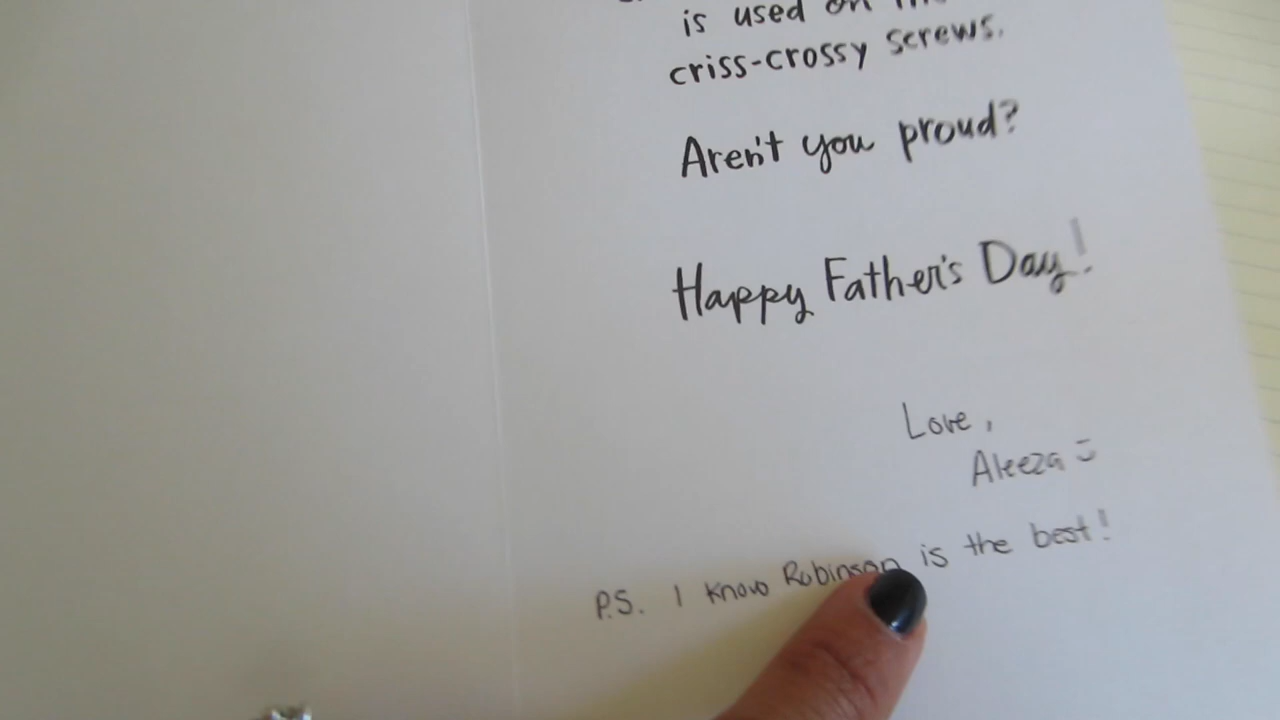 is used on
criss-crossy screws.
Aren't you proud?
Happy Father's Day!
Love,
Aleeza
P.S. I know Robinson is the best!